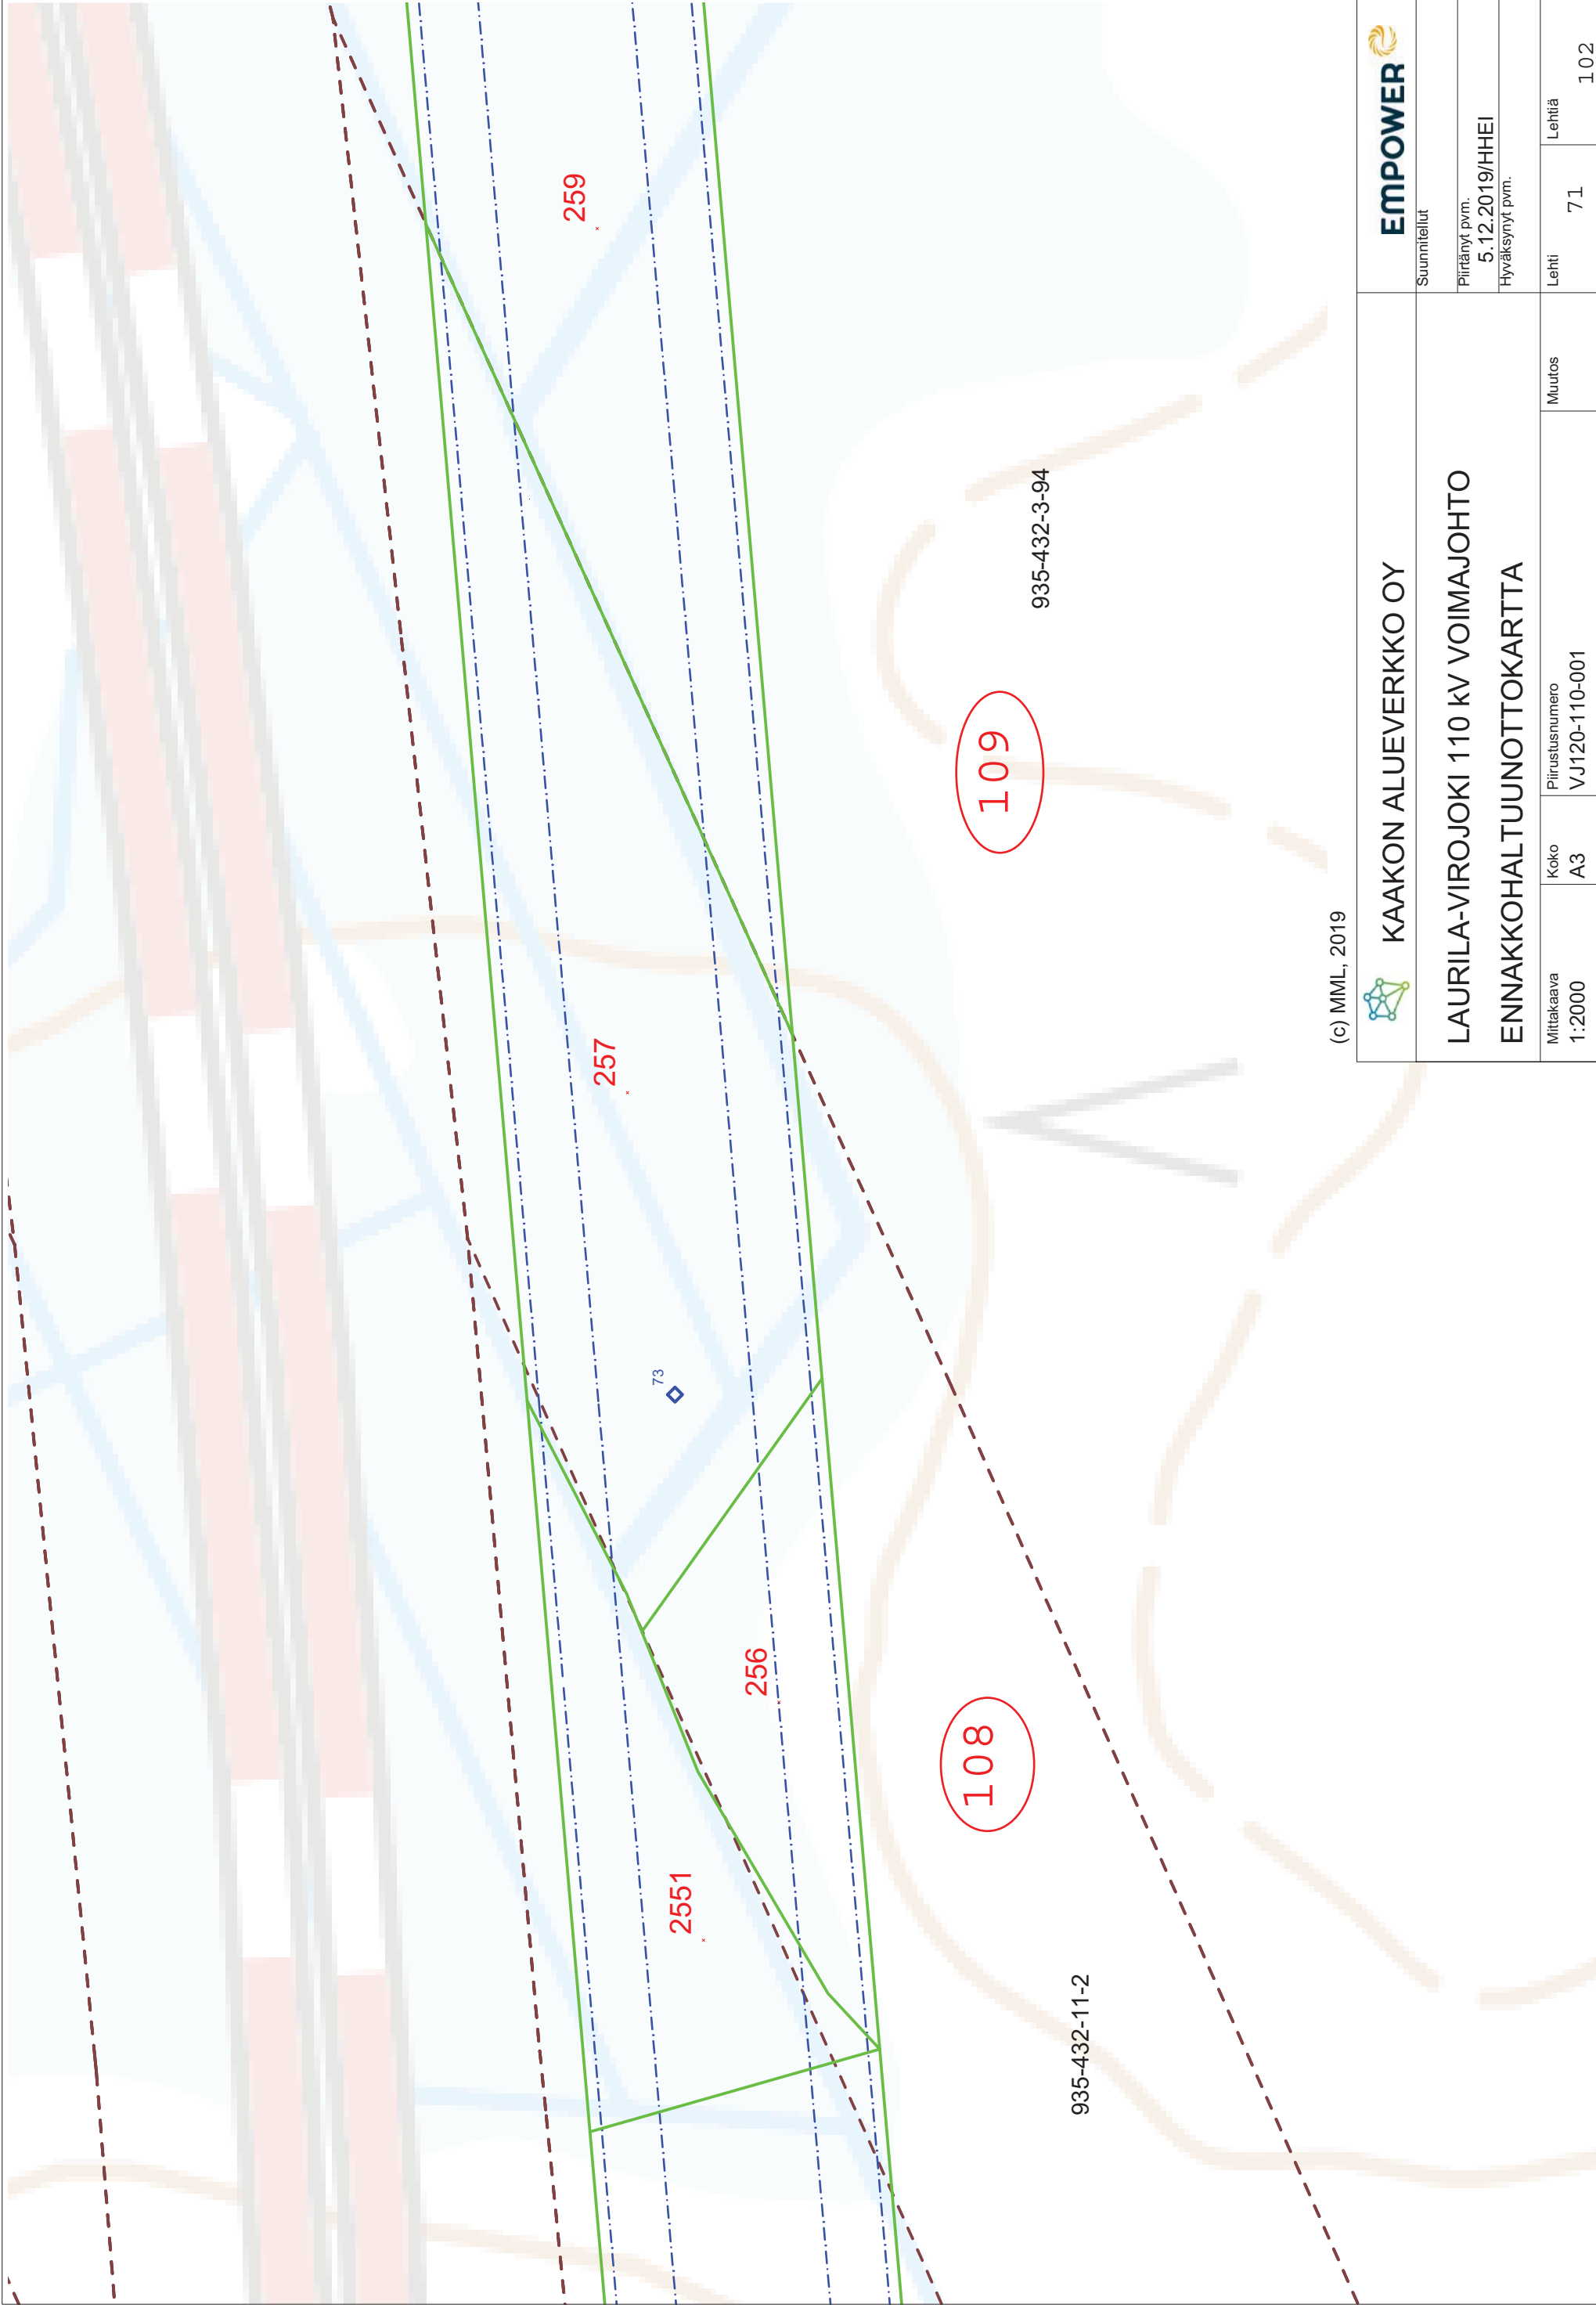 259
257
73
256
2551
109
108
935-432-3-94
935-432-11-2
(c) MML, 2019
KAAKON ALUEVERKKO OY
EMPOWER
LAURILA-VIROJOKI 110 kV VOIMAJOHTO
ENNAKKOHALTUUNOTTOKARTTA
Suunnitellut
Piirtänyt pvm.
5.12.2019/HHEI
Hyväksynyt pvm.
Mittakaava
1:2000
Koko
A3
Piirustusnumero
VJ120-110-001
Muutos
Lehti
71
Lehtiä
102